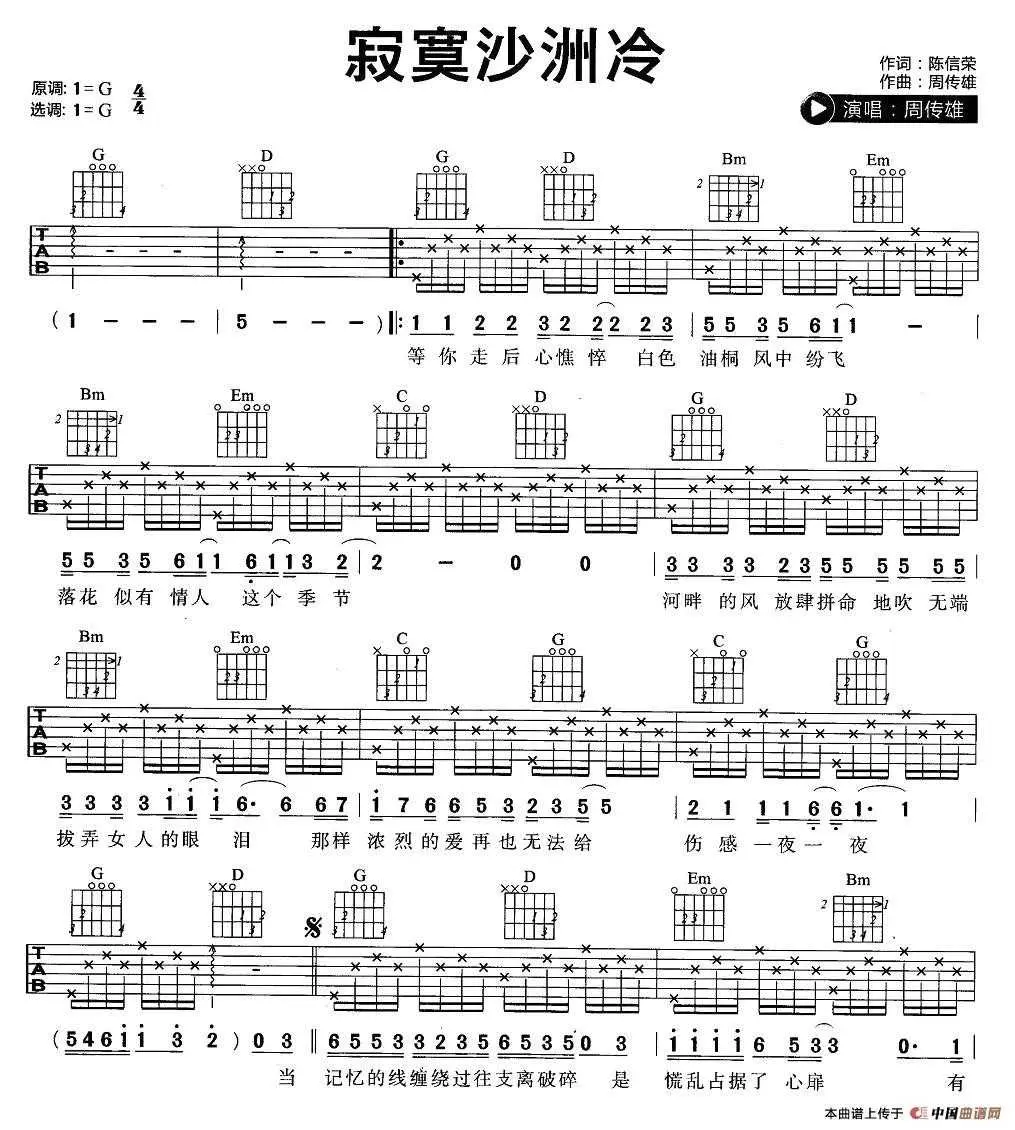 寂寞沙洲冷
作词：陈信荣
作曲：周传雄
原调: 1=G 4/4
选调: 1=G
演唱：周传雄
G D G D Bm Em
T A B
( 1 - - - | 5 - - - ) ‖: 1 1 2 2 3 2 2 2 2 3 | 5 5 3 5 5 6 1 1 -
等你走后心憔悴 白色 油桐风中纷飞
Bm Em C D G D
T A B
5 5 3 5 6 1 1 6 1 1 3 2 | 2 - 0 0 | 3 3 3 3 2 3 5 5 5 5 5 5
落花似有情人 这个季节 河畔的风放肆拼命地吹 无端
Bm Em C G C G
T A B
3 3 3 3 1 1 1 6· 6 6 7 | 1 7 6 6 5 3 2 3 5 5 | 2 1 1 1 6 6 1· 1
拔弄女人的眼泪 那样 浓烈的爱再也无法给 伤感一夜一夜
G D G D Em Bm
T A B
( 5 4 6 1 1 3 2 ) 0 3 ‖ 6 5 5 3 3 2 3 2 5 3 5 5 0 3 | 1 1 1 1 6 5 3 3 0· 1
当 记忆的线缠绕过往支离破碎 是 慌乱占据了心扉 有
本曲谱上传于 中国曲谱网